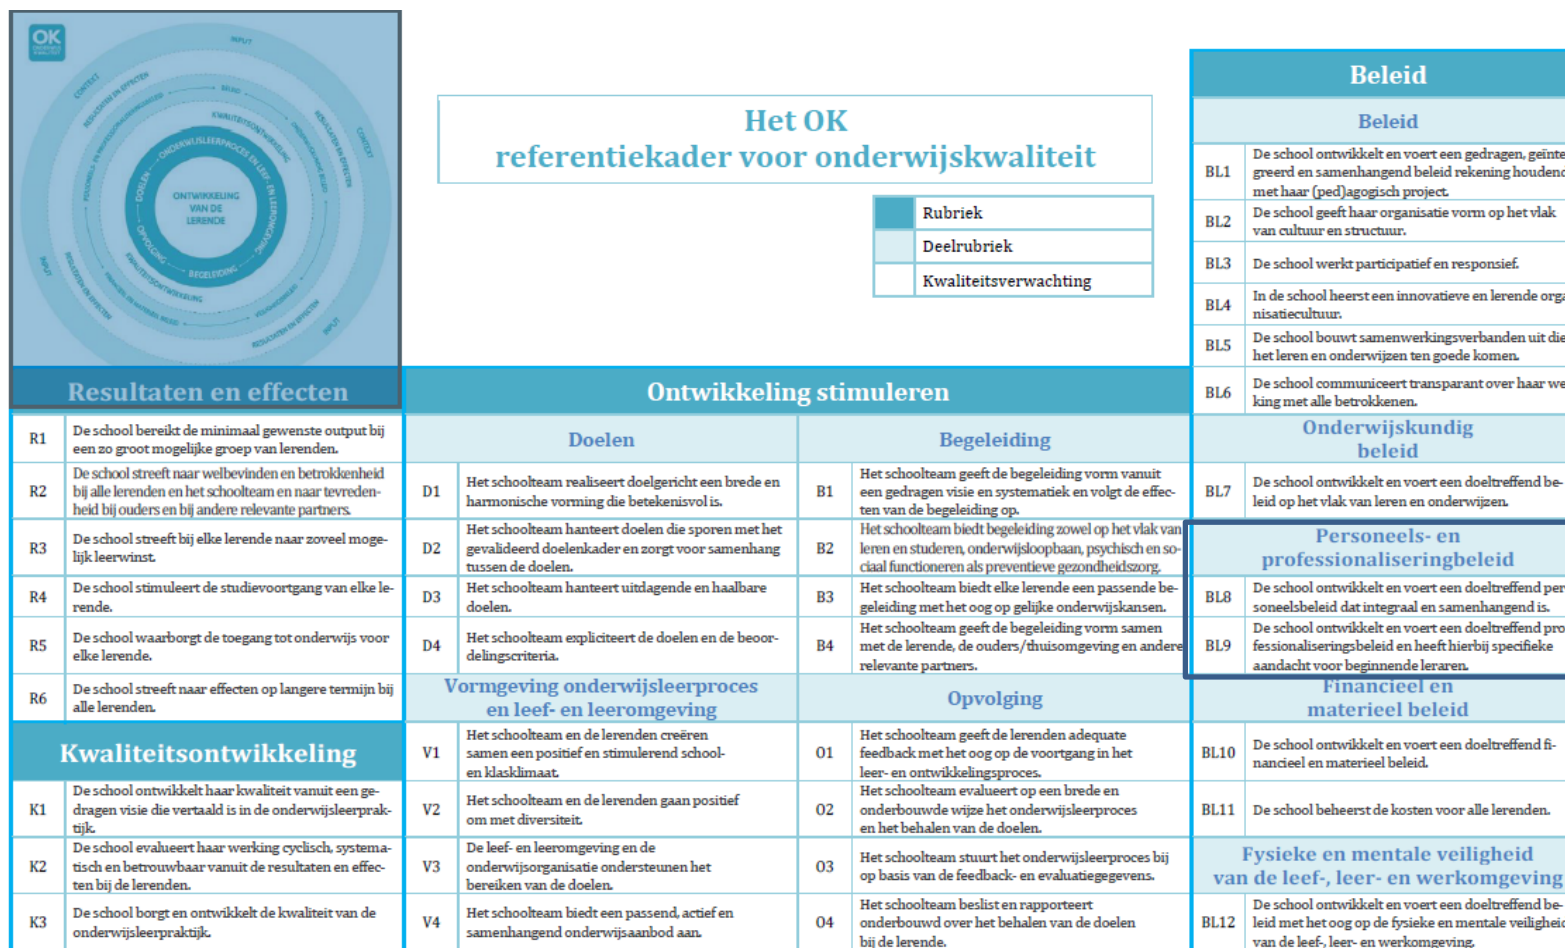 OK
INPUT
CONTEXT
RESULTATEN EN EFFECTEN
BELEID
KWALITEITSONTWIKKELING
RESULTATEN EN EFFECTEN
CONTEXT
DOELEN
ONDERWIJSLEERPROCES EN LEEF- EN LEEROMGEVING
ONTWIKKELING
VAN DE
LERENDE
OPVOLGING
BEGELEIDING
KWALITEITSONTWIKKELING
INPUT
RESULTATEN EN EFFECTEN
RESULTATEN EN EFFECTEN
INPUT
Het OK
referentiekader voor onderwijskwaliteit
Rubriek
Deelrubriek
Kwaliteitsverwachting
Resultaten en effecten
R1 De school bereikt de minimaal gewenste output bij
een zo groot mogelijke groep van lerenden.
R2 De school streeft naar welbevinden en betrokkenheid
bij alle lerenden en het schoolteam en naar tevreden-
heid bij ouders en bij andere relevante partners.
R3 De school streeft bij elke lerende naar zoveel moge-
lijk leerwinst.
R4 De school stimuleert de studievoortgang van elke le-
rende.
R5 De school waarborgt de toegang tot onderwijs voor
elke lerende.
R6 De school streeft naar effecten op langere termijn bij
alle lerenden.
Kwaliteitsontwikkeling
K1 De school ontwikkelt haar kwaliteit vanuit een ge-
dragen visie die vertaald is in de onderwijsleerprak-
tijk.
K2 De school evalueert haar werking cyclisch, systema-
tisch en betrouwbaar vanuit de resultaten en effec-
ten bij de lerenden.
K3 De school borgt en ontwikkelt de kwaliteit van de
onderwijsleerpraktijk.
Ontwikkeling stimuleren
Doelen
D1 Het schoolteam realiseert doelgericht een brede en
harmonische vorming die betekenisvol is.
D2 Het schoolteam hanteert doelen die sporen met het
gevalideerd doelenkader en zorgt voor samenhang
tussen de doelen.
D3 Het schoolteam hanteert uitdagende en haalbare
doelen.
D4 Het schoolteam expliciteert de doelen en de beoor-
delingscriteria.
Vormgeving onderwijsleerproces
en leef- en leeromgeving
V1 Het schoolteam en de lerenden creëren
samen een positief en stimulerend school-
en klasklimaat.
V2 Het schoolteam en de lerenden gaan positief
om met diversiteit.
V3 De leef- en leeromgeving en de
onderwijsorganisatie ondersteunen het
bereiken van de doelen.
V4 Het schoolteam biedt een passend, actief en
samenhangend onderwijsaanbod aan.
Begeleiding
B1 Het schoolteam geeft de begeleiding vorm vanuit
een gedragen visie en systematiek en volgt de effec-
ten van de begeleiding op.
B2 Het schoolteam biedt begeleiding zowel op het vlak van
leren en studeren, onderwijsloopbaan, psychisch en so-
ciaal functioneren als preventieve gezondheidszorg.
B3 Het schoolteam biedt elke lerende een passende be-
geleiding met het oog op gelijke onderwijskansen.
B4 Het schoolteam geeft de begeleiding vorm samen
met de lerende, de ouders/thuisomgeving en andere
relevante partners.
Opvolging
O1 Het schoolteam geeft de lerenden adequate
feedback met het oog op de voortgang in het
leer- en ontwikkelingsproces.
O2 Het schoolteam evalueert op een brede en
onderbouwde wijze het onderwijsleerproces
en het behalen van de doelen.
O3 Het schoolteam stuurt het onderwijsleerproces bij
op basis van de feedback- en evaluatiegegevens.
O4 Het schoolteam beslist en rapporteert
onderbouwd over het behalen van de doelen
bij de lerende.
Beleid
Beleid
BL1 De school ontwikkelt en voert een gedragen, geïnte
greerd en samenhangend beleid rekening houdend
met haar (ped)agogisch project.
BL2 De school geeft haar organisatie vorm op het vlak
van cultuur en structuur.
BL3 De school werkt participatief en responsief.
BL4 In de school heerst een innovatieve en lerende orga
nisatiecultuur.
BL5 De school bouwt samenwerkingsverbanden uit die
het leren en onderwijzen ten goede komen.
BL6 De school communiceert transparant over haar we
king met alle betrokkenen.
Onderwijskundig
beleid
BL7 De school ontwikkelt en voert een doeltreffend be-
leid op het vlak van leren en onderwijzen.
Personeels- en
professionaliseringbeleid
BL8 De school ontwikkelt en voert een doeltreffend per
soneelsbeleid dat integraal en samenhangend is.
BL9 De school ontwikkelt en voert een doeltreffend pro
fessionaliseringsbeleid en heeft hierbij specifieke
aandacht voor beginnende leraren.
Financieel en
materieel beleid
BL10 De school ontwikkelt en voert een doeltreffend fi-
nancieel en materieel beleid.
BL11 De school beheerst de kosten voor alle lerenden.
Fysieke en mentale veiligheid
van de leef-, leer- en werkomgeving
BL12 De school ontwikkelt en voert een doeltreffend be-
leid met het oog op de fysieke en mentale veiligheid
van de leef-, leer- en werkomgeving.